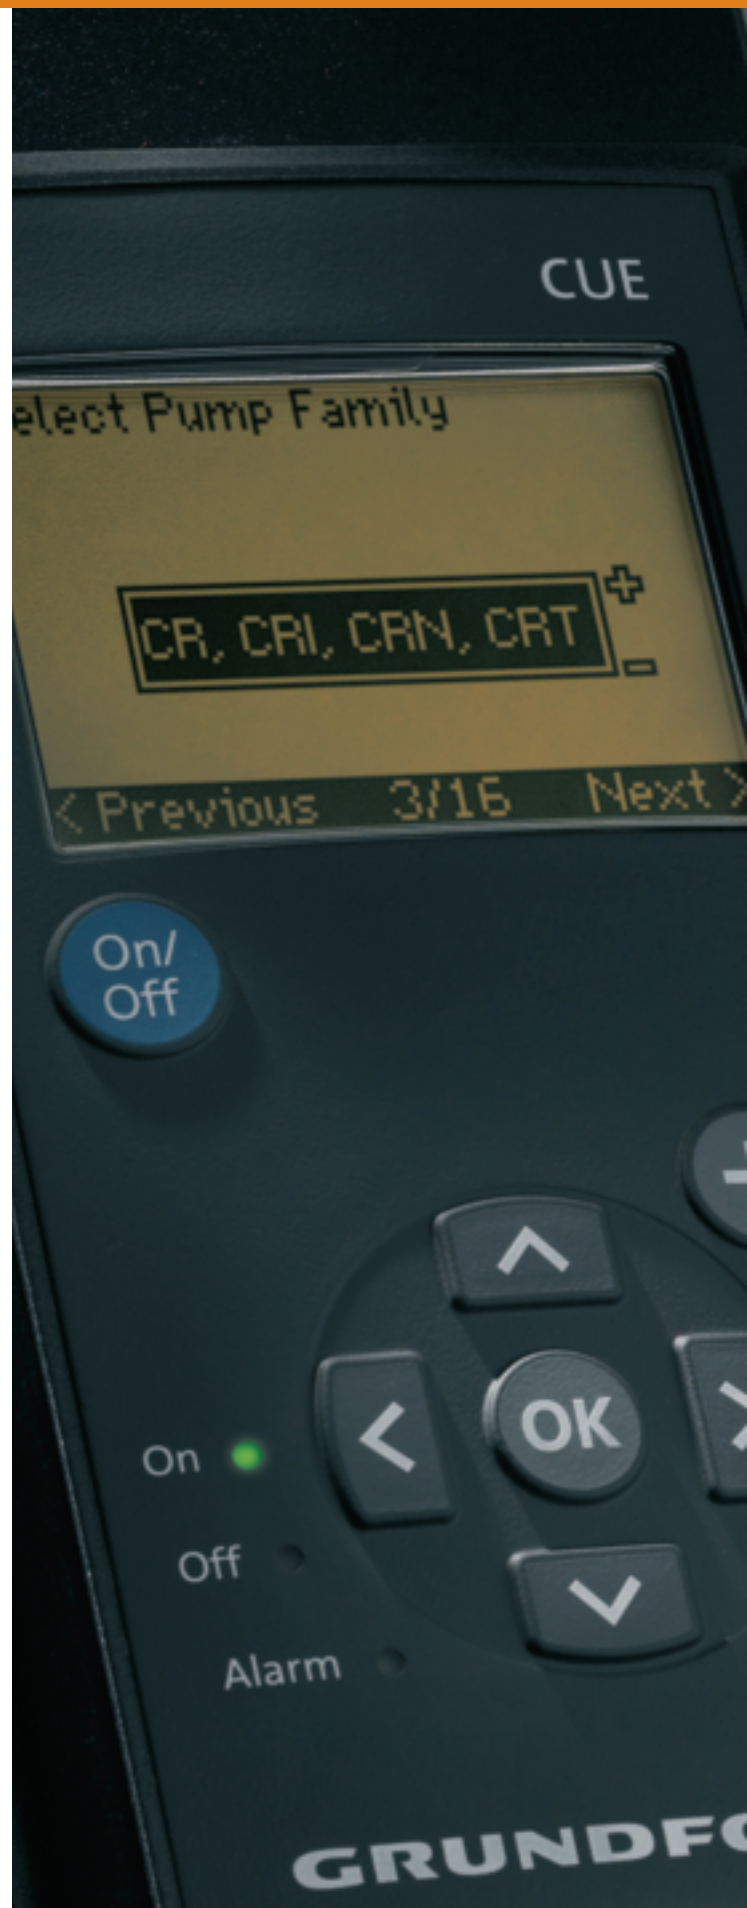 CUE
elect Pump Family
CR, CRI, CRN, CRT
< Previous 3/16 Next >
On/
Off
OK
On
Off
Alarm
GRUNDFO